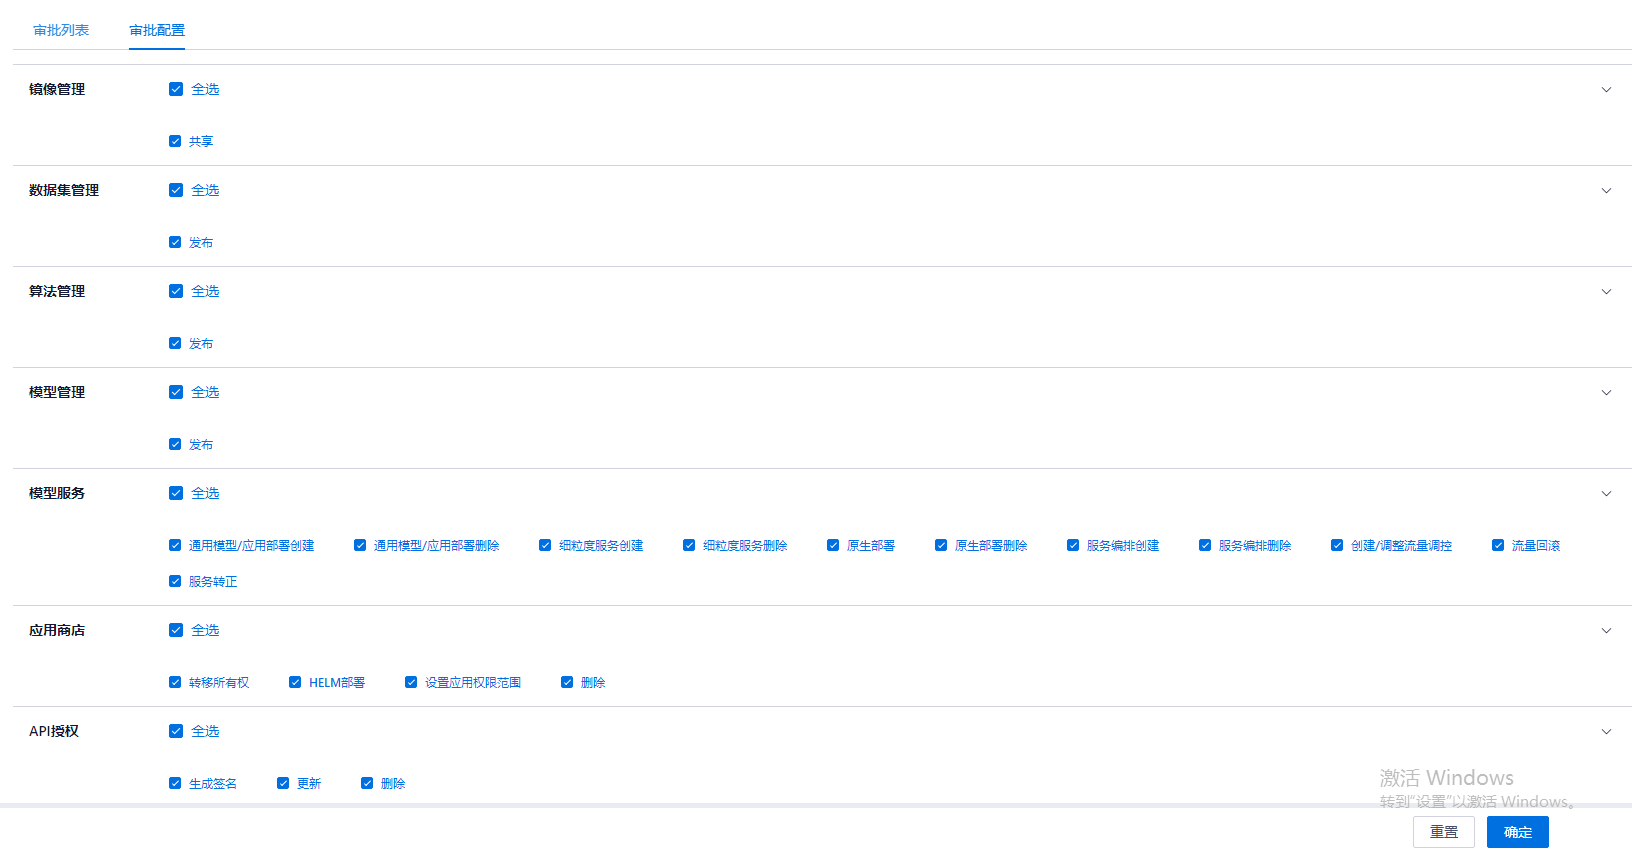 审批列表 审批配置
镜像管理 全选
共享
数据集管理 全选
发布
算法管理 全选
发布
模型管理 全选
发布
模型服务 全选
通用模型/应用部署创建 通用模型/应用部署删除 细粒度服务创建 细粒度服务删除 原生部署 原生部署删除 服务编排创建 服务编排删除 创建/调整流量调控 流量回滚
服务转正
应用商店 全选
转移所有权 HELM部署 设置应用权限范围 删除
API授权 全选
生成签名 更新 删除
激活 Windows
转到“设置”以激活 Windows。
重置 确定